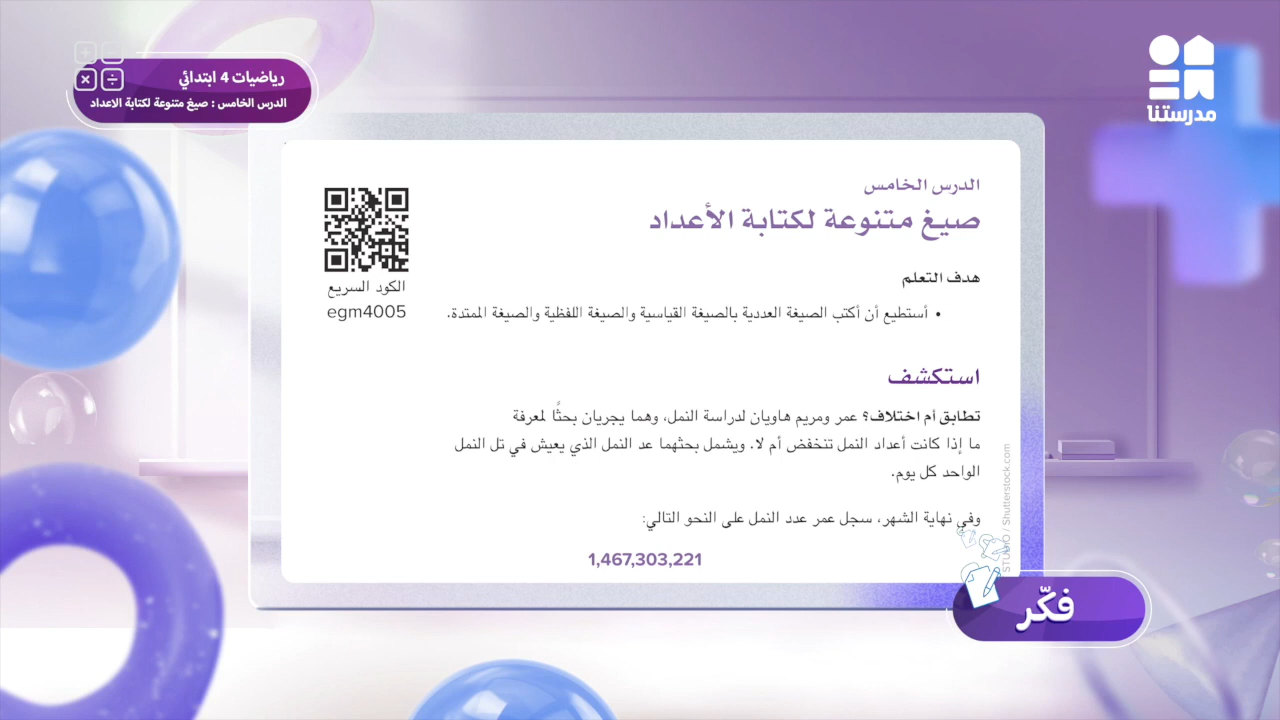 رياضيات 4 ابتدائي
الدرس الخامس : صيغ متنوعة لكتابة الاعداد
مدرستنا
الدرس الخامس
صيغ متنوعة لكتابة الأعداد
الكود السريع
egm4005
هدف التعلم
• أستطيع أن أكتب الصيغة العددية بالصيغة القياسية والصيغة اللفظية والصيغة الممتدة.
استكشف
تطابق أم اختلاف؟ عمر ومريم هاويان لدراسة النمل، وهما يجريان بحثًا لمعرفة
ما إذا كانت أعداد النمل تنخفض أم لا. ويشمل بحثهما عد النمل الذي يعيش في تل النمل
الواحد كل يوم.
وفي نهاية الشهر، سجل عمر عدد النمل على النحو التالي:
1,467,303,221
/ Shutterstock.com
فكّر